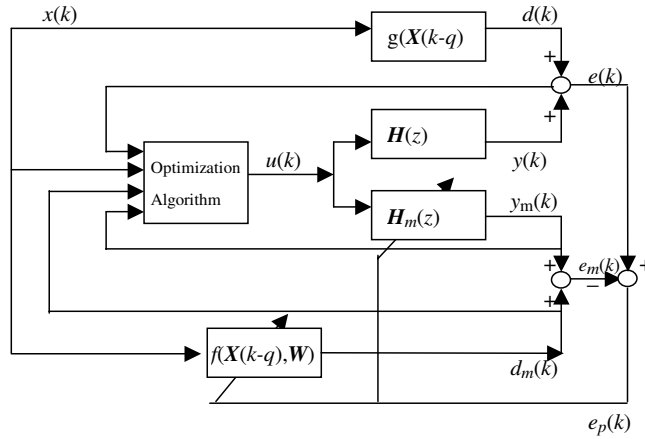 x(k)
d(k)
g(X(k-q)
+
e(k)
+
H(z)
Optimization
Algorithm
u(k)
y(k)
H_m(z)
y_m(k)
+
e_m(k)
+
−
+
f(X(k-q),W)
d_m(k)
e_p(k)